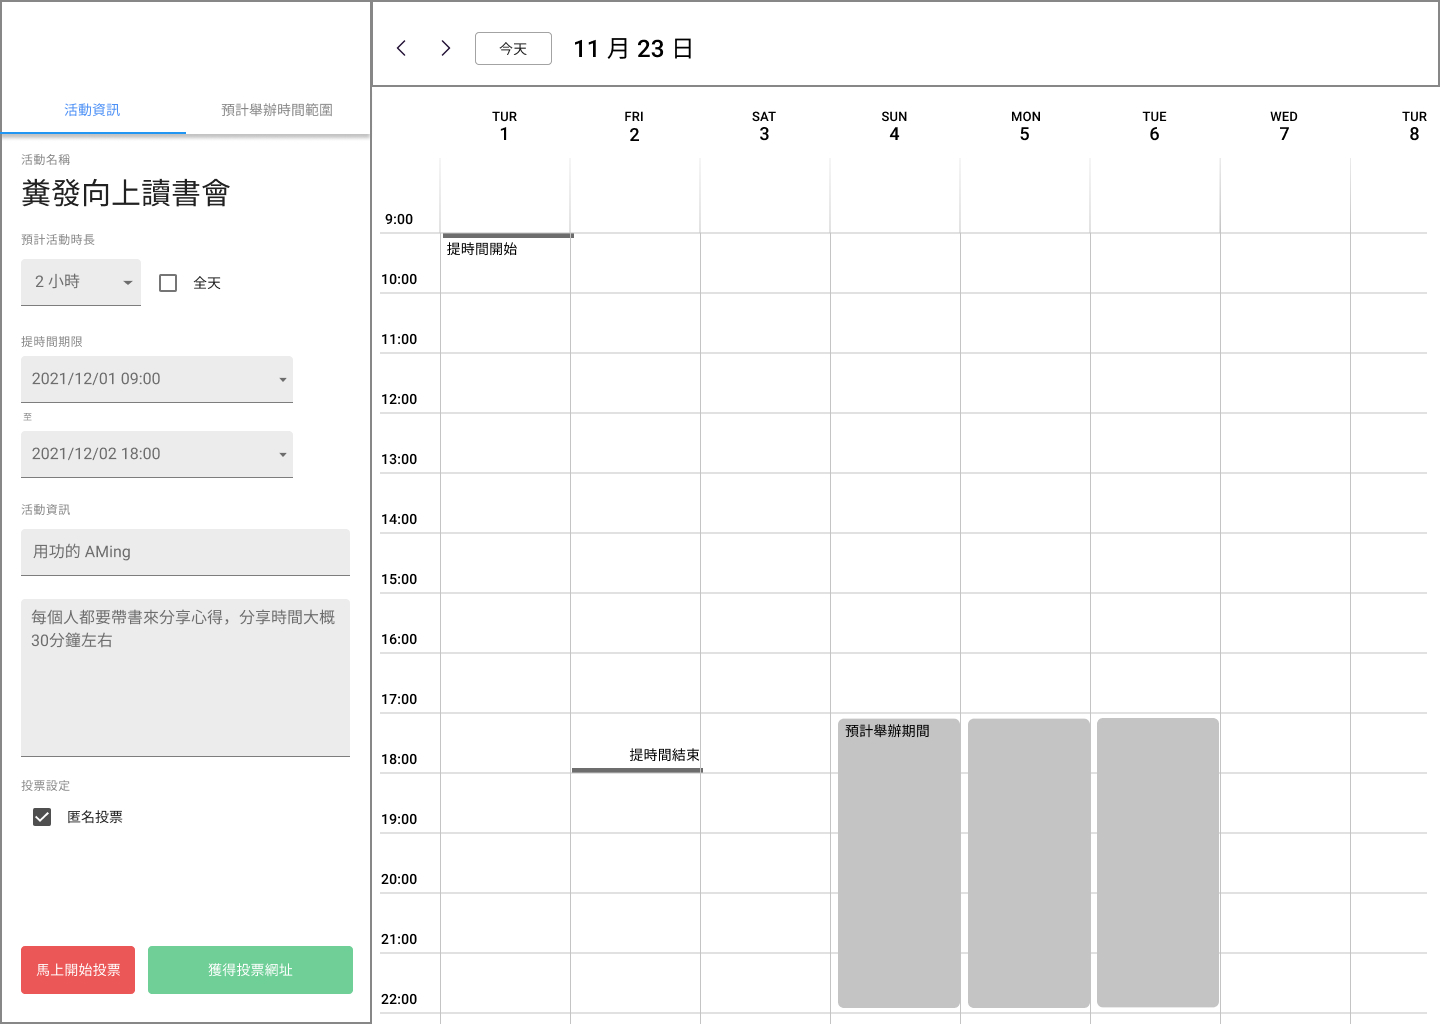 活動資訊
預計舉辦時間範圍
活動名稱
糞發向上讀書會
預計活動時長
2 小時
全天
提時間期限
2021/12/01 09:00
至
2021/12/02 18:00
活動資訊
用功的 AMing
每個人都要帶書來分享心得，分享時間大概
30分鐘左右
投票設定
匿名投票
馬上開始投票
獲得投票網址
今天
11 月 23 日
TUR
1
FRI
2
SAT
3
SUN
4
MON
5
TUE
6
WED
7
TUR
8
9:00
提時間開始
10:00
11:00
12:00
13:00
14:00
15:00
16:00
17:00
預計舉辦期間
提時間結束
18:00
19:00
20:00
21:00
22:00